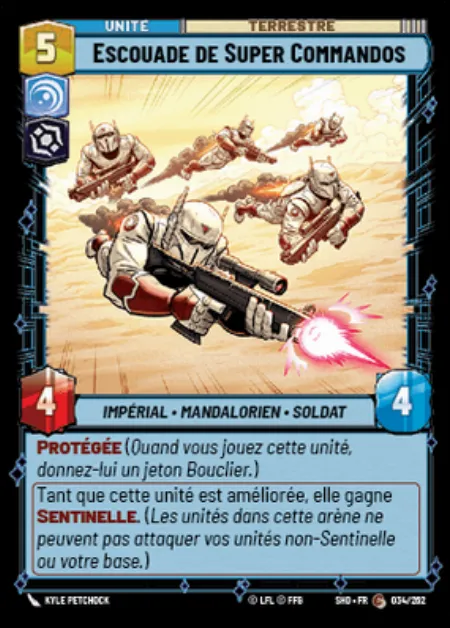 UNITÉ
TERRESTRE
5
ESCOUADE DE SUPER COMMANDOS
4
4
IMPÉRIAL • MANDALORIEN • SOLDAT
PROTÉGÉE (Quand vous jouez cette unité,
donnez-lui un jeton Bouclier.)
Tant que cette unité est améliorée, elle gagne
SENTINELLE. (Les unités dans cette arène ne
peuvent pas attaquer vos unités non-Sentinelle
ou votre base.)
KYLE PETCHOCK
© LFL © FFG
SHD • FR
C
034/262